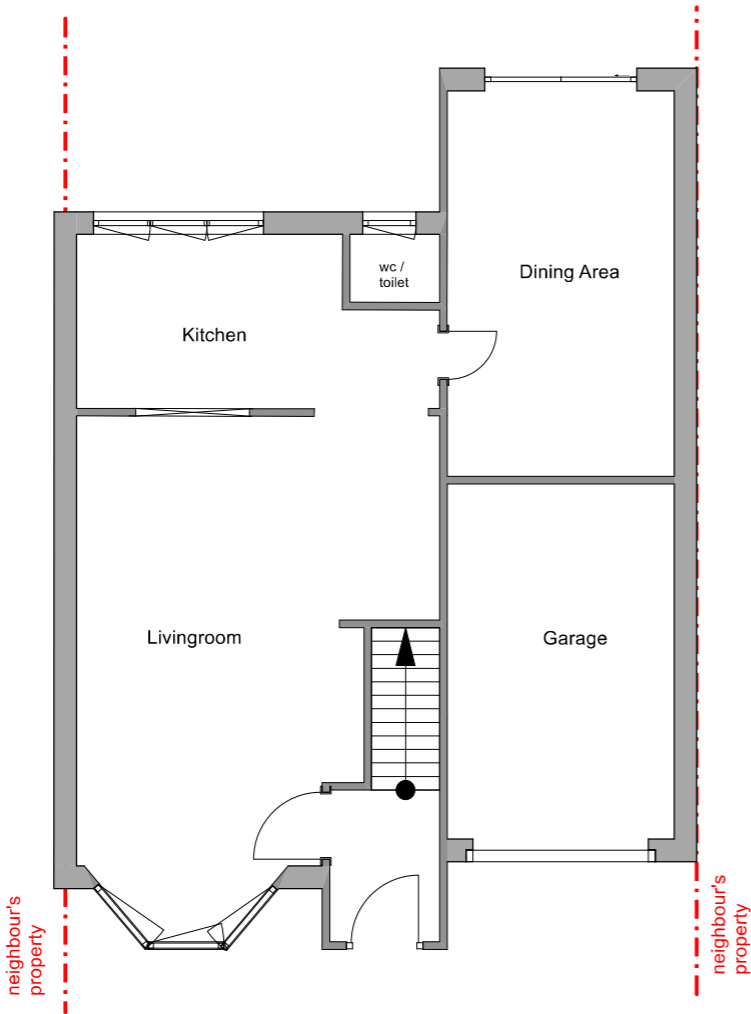 wc /
toilet
Dining Area
Kitchen
Livingroom
Garage
neighbour's
property
neighbour's
property